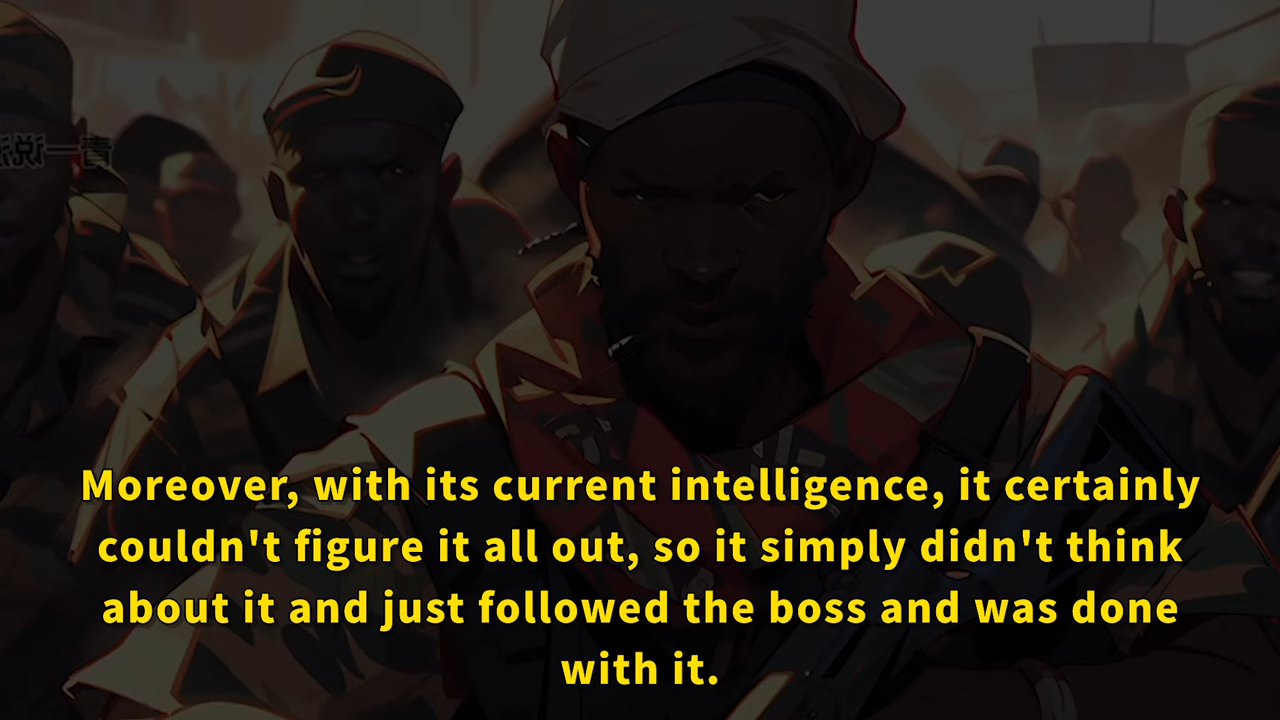 Moreover, with its current intelligence, it certainly
couldn't figure it all out, so it simply didn't think
about it and just followed the boss and was done
with it.